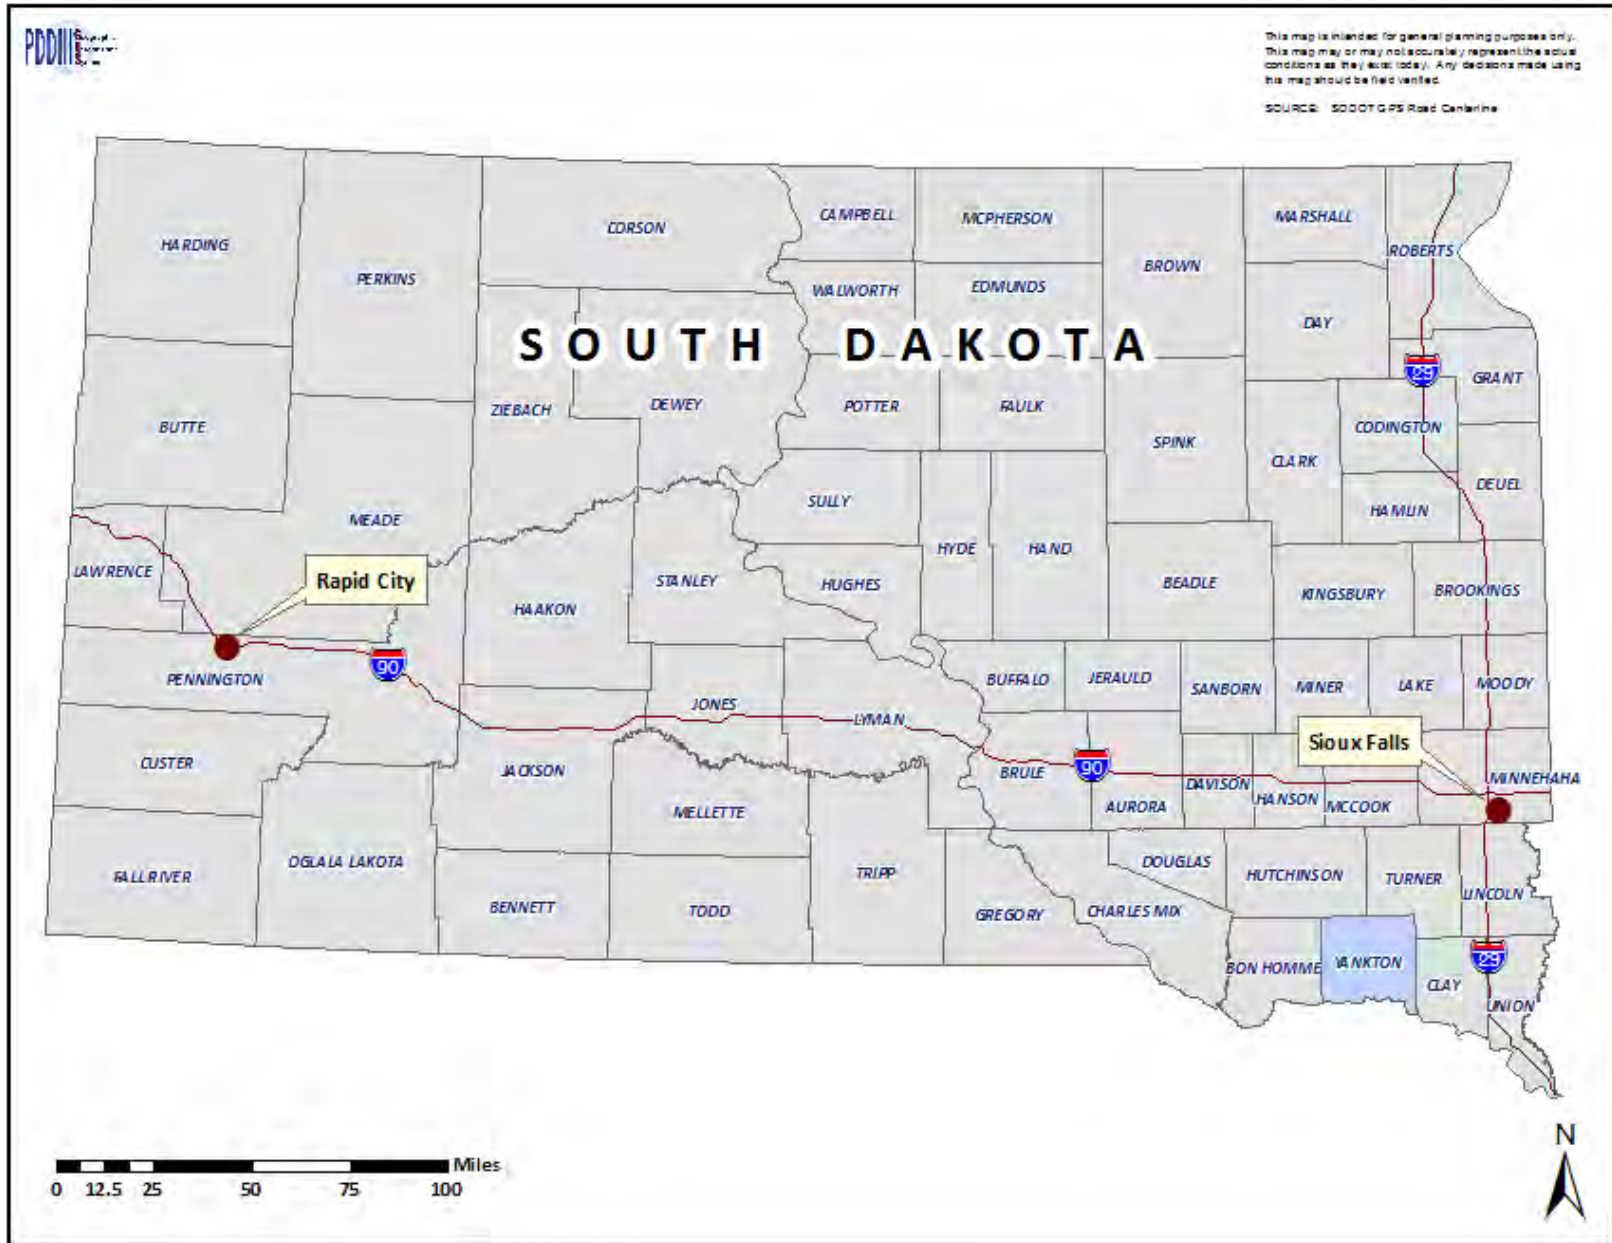 PDDIII
This map is intended for general planning purposes only.
This map may or may not accurately represent the actual
conditions as they exist today. Any decisions made using
this map should be field verified.
SOURCE: SDDOT GPS Road Centerline
HARDING
PERKINS
CORSON
CAMPBELL
MCPHERSON
BROWN
MARSHALL
ROBERTS
WALWORTH
EDMUNDS
DAY
SOUTH DAKOTA
29
GRANT
BUTTE
ZIEBACH
DEWEY
POTTER
FAULK
SPINK
CODINGTON
CLARK
DEUEL
MEADE
SULLY
HAMLIN
HYDE
HAND
LAWRENCE
Rapid City
HAAKON
STANLEY
HUGHES
BEADLE
KINGSBURY
BROOKINGS
90
PENNINGTON
BUFFALO
JERAULD
SANBORN
MINER
LAKE
MOODY
JONES
LYMAN
Sioux Falls
CUSTER
JACKSON
BRULE
90
AURORA
DAVISON
HANSON
MCCOOK
MINNEHAHA
MELLETTE
FALL RIVER
OGLALA LAKOTA
TRIPP
DOUGLAS
HUTCHINSON
TURNER
LINCOLN
BENNETT
TODD
GREGORY
CHARLES MIX
BON HOMME
YANKTON
29
CLAY
UNION
N
Miles
0 12.5 25 50 75 100